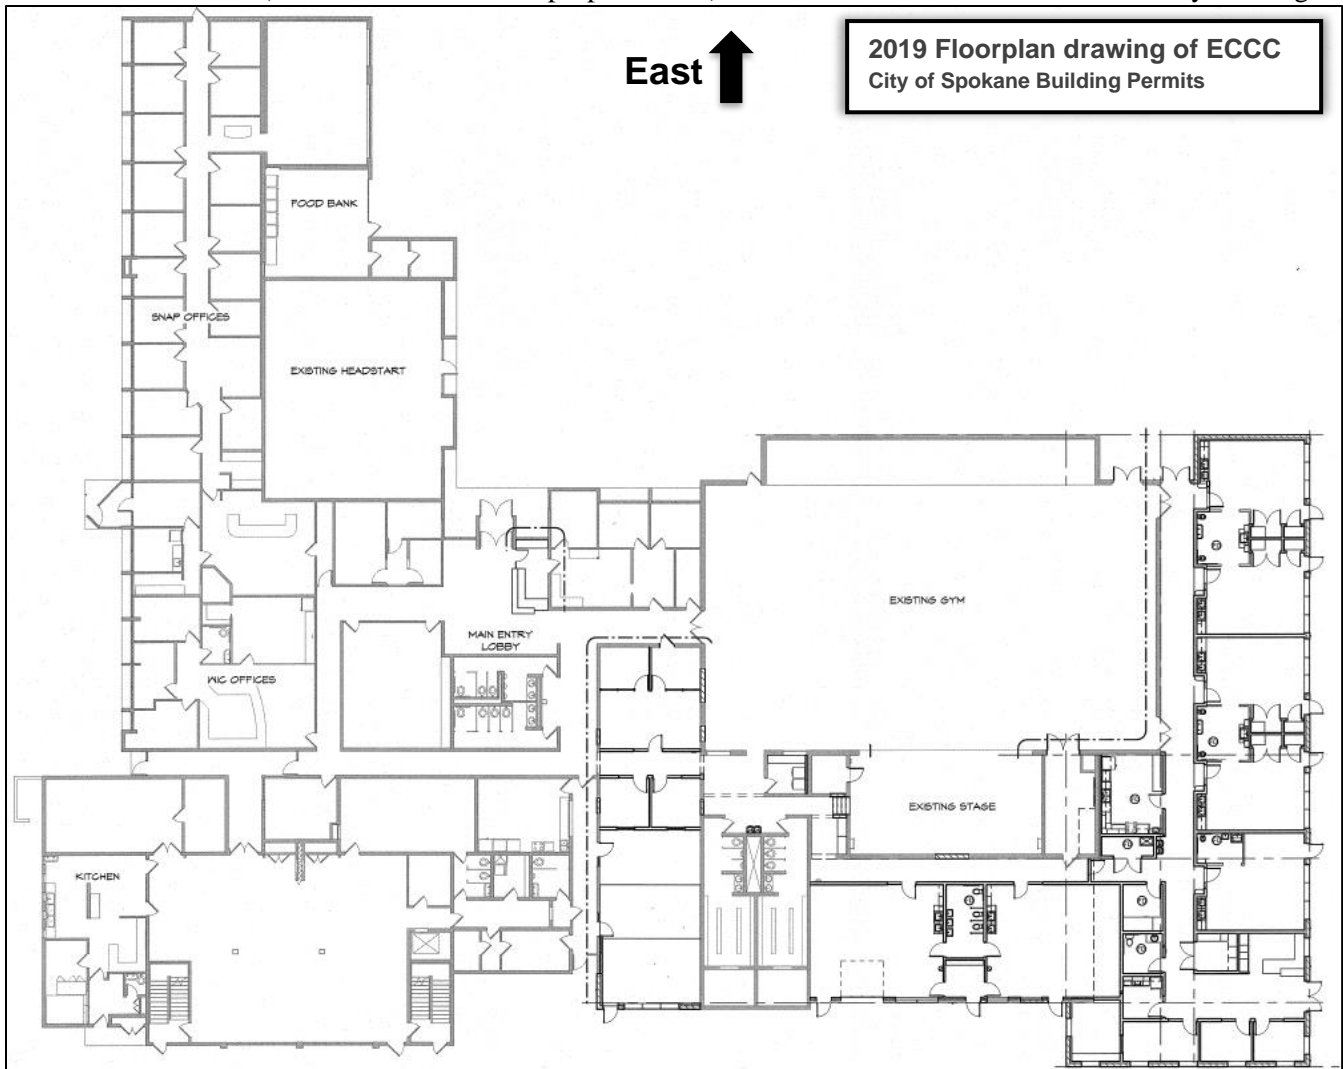 2019 Floorplan drawing of ECCC
City of Spokane Building Permits
East
FOOD BANK
SNAP OFFICES
EXISTING HEADSTART
EXISTING GYM
MAIN ENTRY
LOBBY
WIC OFFICES
EXISTING STAGE
KITCHEN